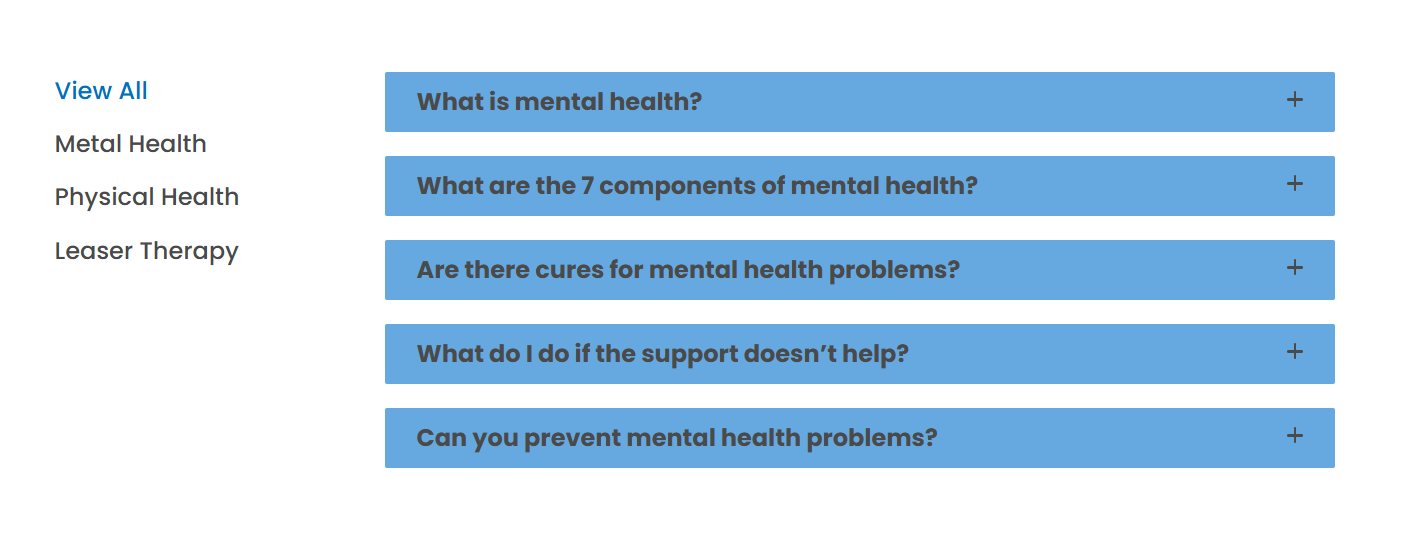 View All
Metal Health
Physical Health
Leaser Therapy
What is mental health?
What are the 7 components of mental health?
Are there cures for mental health problems?
What do I do if the support doesn’t help?
Can you prevent mental health problems?